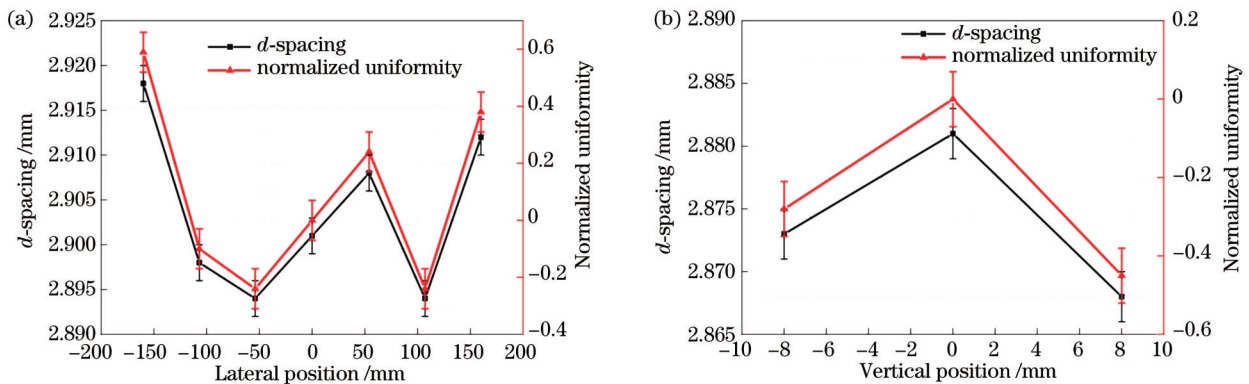 (a)
2.925
2.920
2.915
2.910
2.905
2.900
2.895
2.890
d-spacing /mm
d-spacing
normalized uniformity
0.6
0.4
0.2
0
−0.2
−0.4
Normalized uniformity
−200 −150 −100 −50 0 50 100 150 200
Lateral position /mm
(b)
2.890
2.885
2.880
2.875
2.870
2.865
d-spacing /mm
d-spacing
normalized uniformity
0.2
0
−0.2
−0.4
−0.6
Normalized uniformity
−10 −8 −6 −4 −2 0 2 4 6 8 10
Vertical position /mm